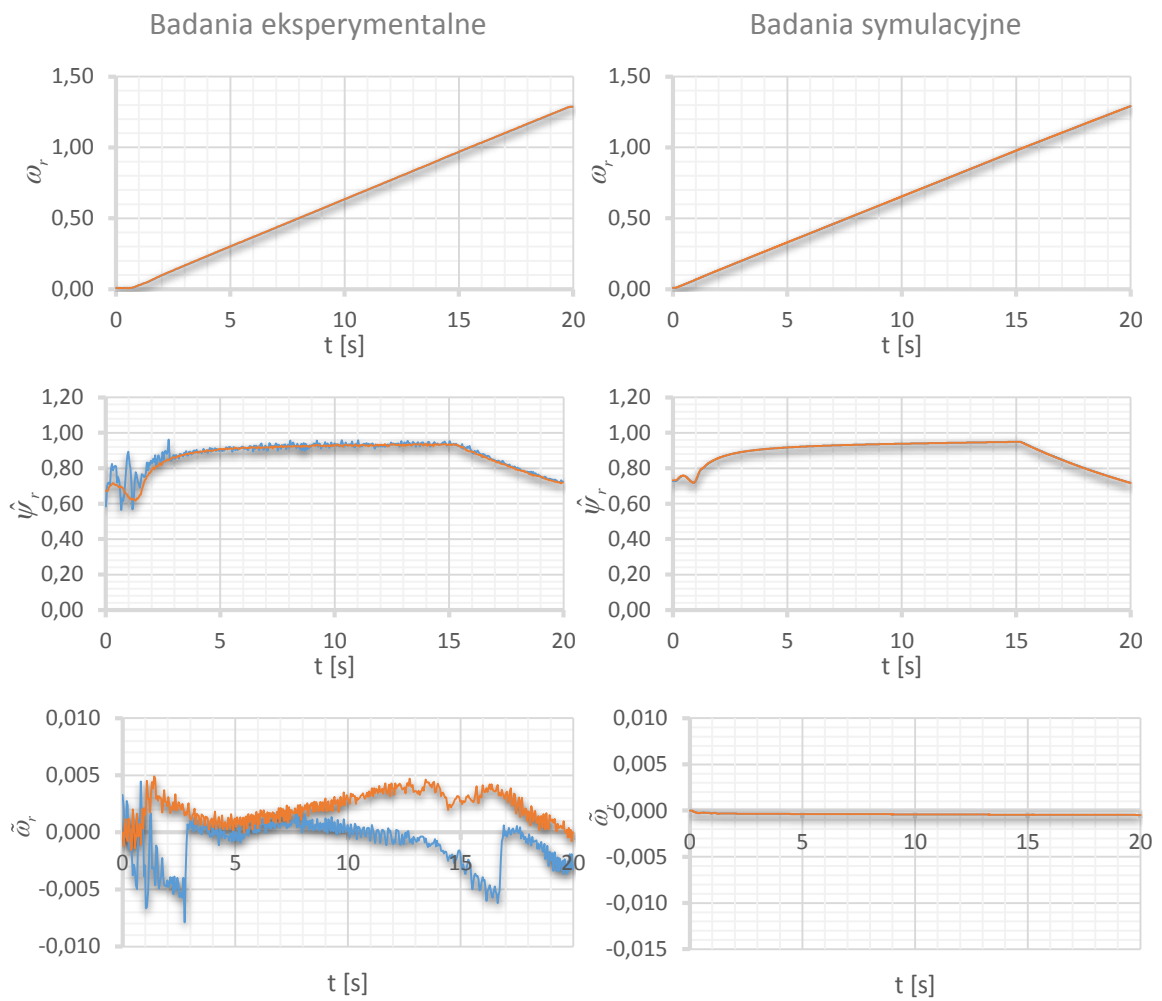 Badania eksperymentalne
Badania symulacyjne
1,50
1,00
0,50
0,00
ω_r
0 5 10 15 20
t [s]
1,50
1,00
0,50
0,00
ω_r
0 5 10 15 20
t [s]
1,20
1,00
0,80
0,60
0,40
0,20
0,00
ψ̂_r
0 5 10 15 20
t [s]
1,20
1,00
0,80
0,60
0,40
0,20
0,00
ψ̂_r
0 5 10 15 20
t [s]
0,010
0,005
0,000
-0,005
-0,010
ω̃_r
0 5 10 15 20
t [s]
0,010
0,005
-0,000
-0,005
-0,010
-0,015
ω̃_r
0 5 10 15 20
t [s]